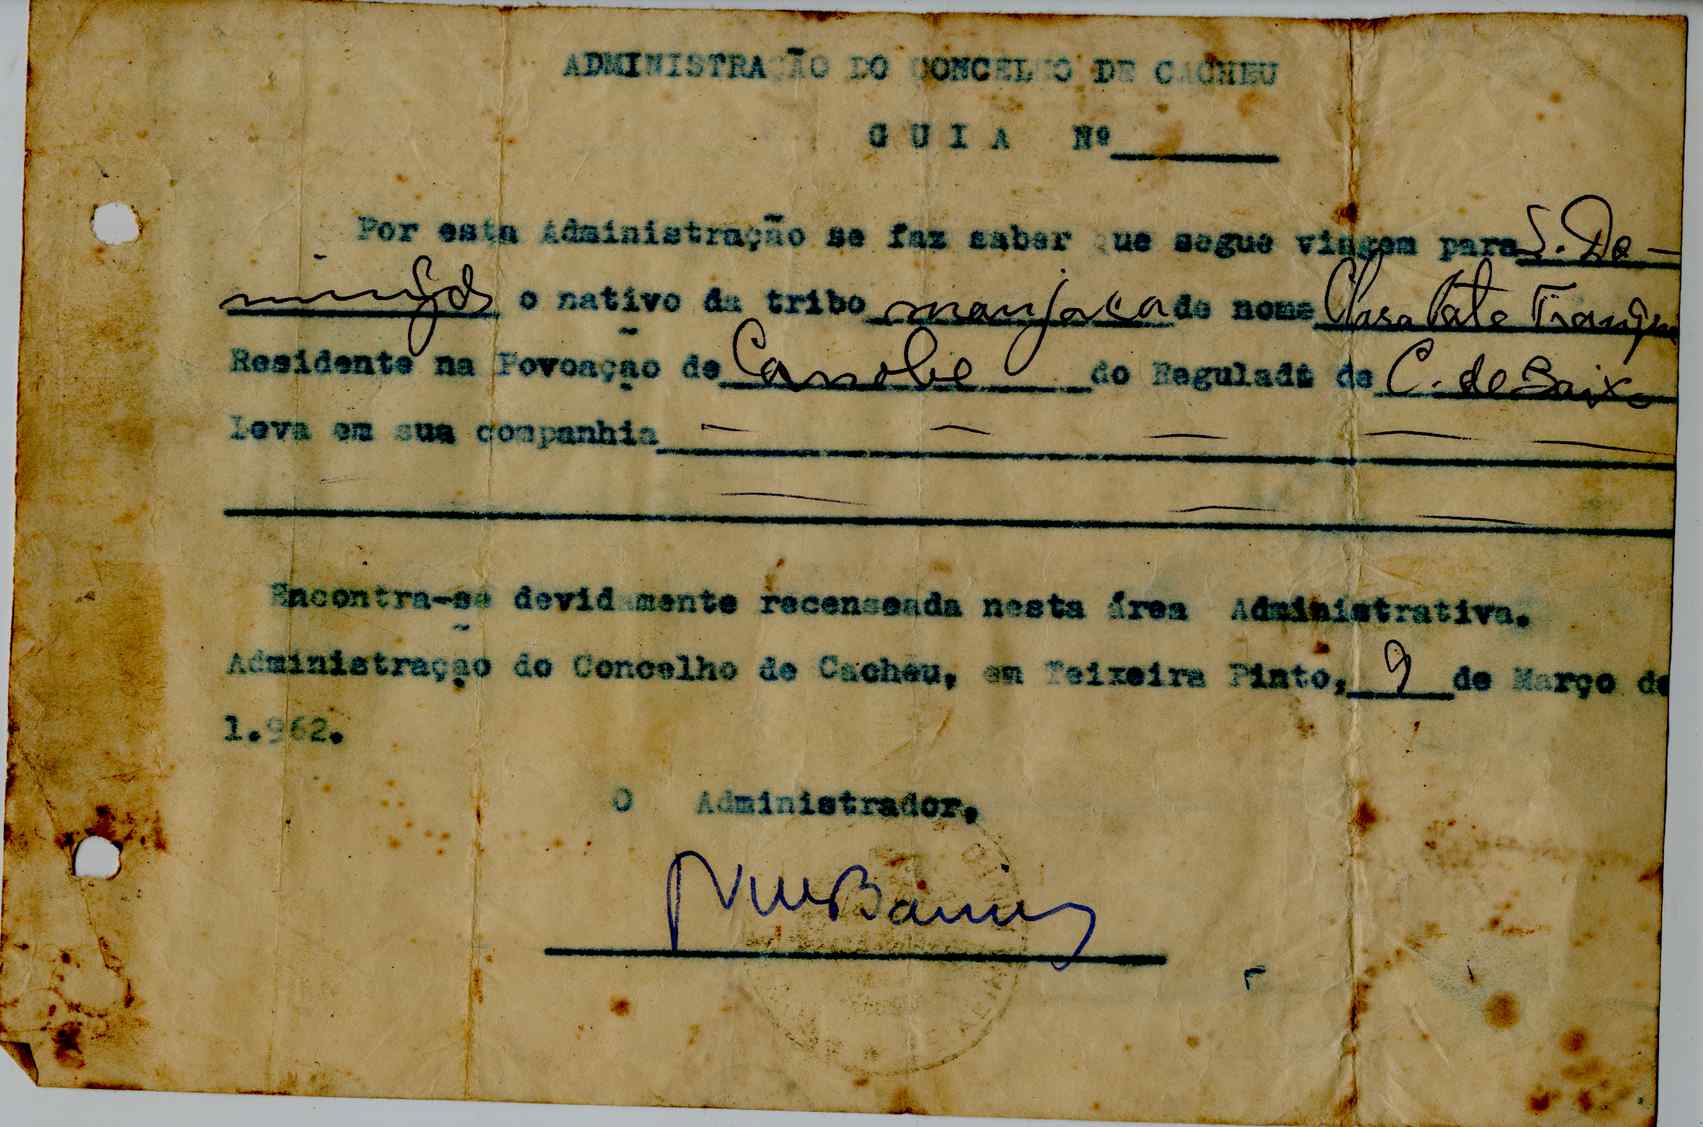 ADMINISTRAÇÃO DO CONCELHO DE CACHEU
G U I A Nº
Por esta Administração se faz saber que segue viagem para S. Do-
mingos o nativo da tribo manjaca de nome
Residente na Povoação de Canobe do Regulado de C. de Baixo
Leva em sua companhia — — — — —
— — —
Encontra-se devidamente recenseada nesta área Administrativa.
Administração do Concelho de Cacheu, em Teixeira Pinto, 9 de Março de
1.962.
O Administrador,